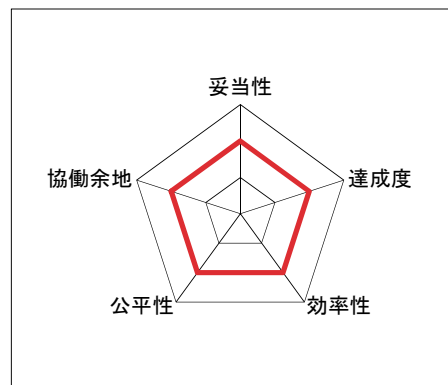 妥当性
協働余地
達成度
公平性
効率性